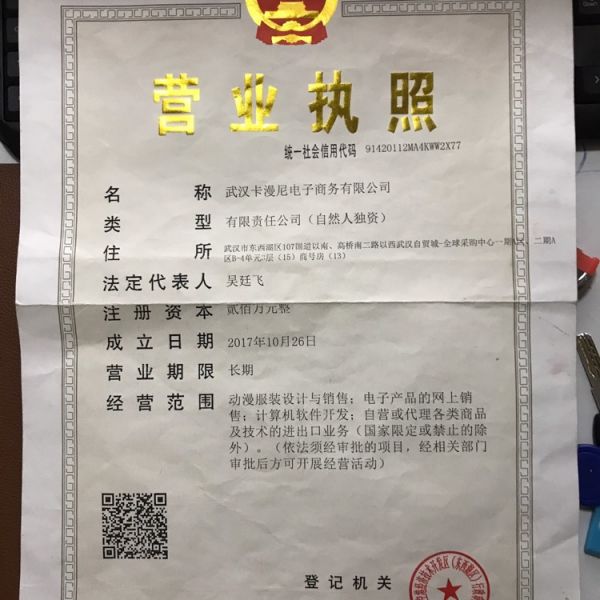 营业执照
统一社会信用代码 91420112MA4KWW2X77
名称 武汉卡漫尼电子商务有限公司
类型 有限责任公司（自然人独资）
住所 武汉市东西湖区107国道以南、高桥南二路以西武汉自贸城-全球采购中心一期A区、二期A
区B-4单元3层（15）商号房（13）
法定代表人 吴廷飞
注册资本 贰佰万元整
成立日期 2017年10月26日
营业期限 长期
经营范围 动漫服装设计与销售；电子产品的网上销
售；计算机软件开发；自营或代理各类商品
及技术的进出口业务（国家限定或禁止的除
外）。（依法须经审批的项目，经相关部门
审批后方可开展经营活动）
登记机关